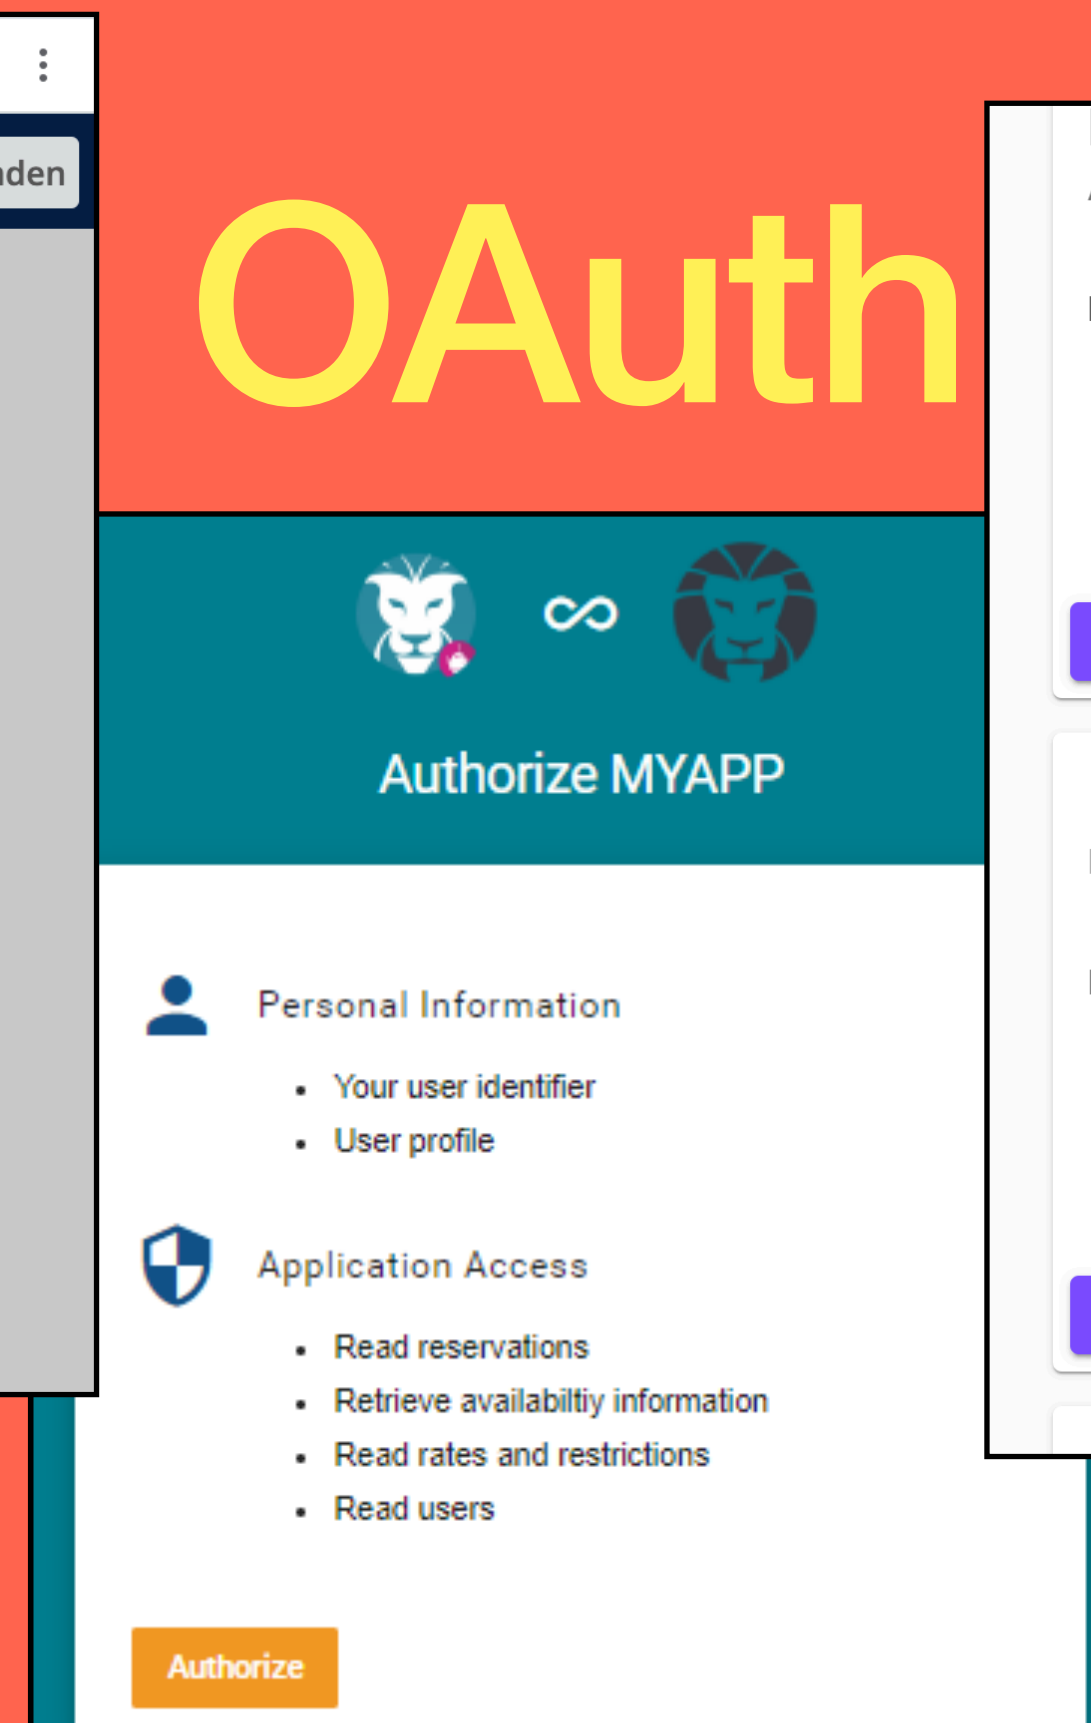 nden
OAuth
Authorize MYAPP
Personal Information
Your user identifier
User profile
Application Access
Read reservations
Retrieve availabiltiy information
Read rates and restrictions
Read users
Authorize